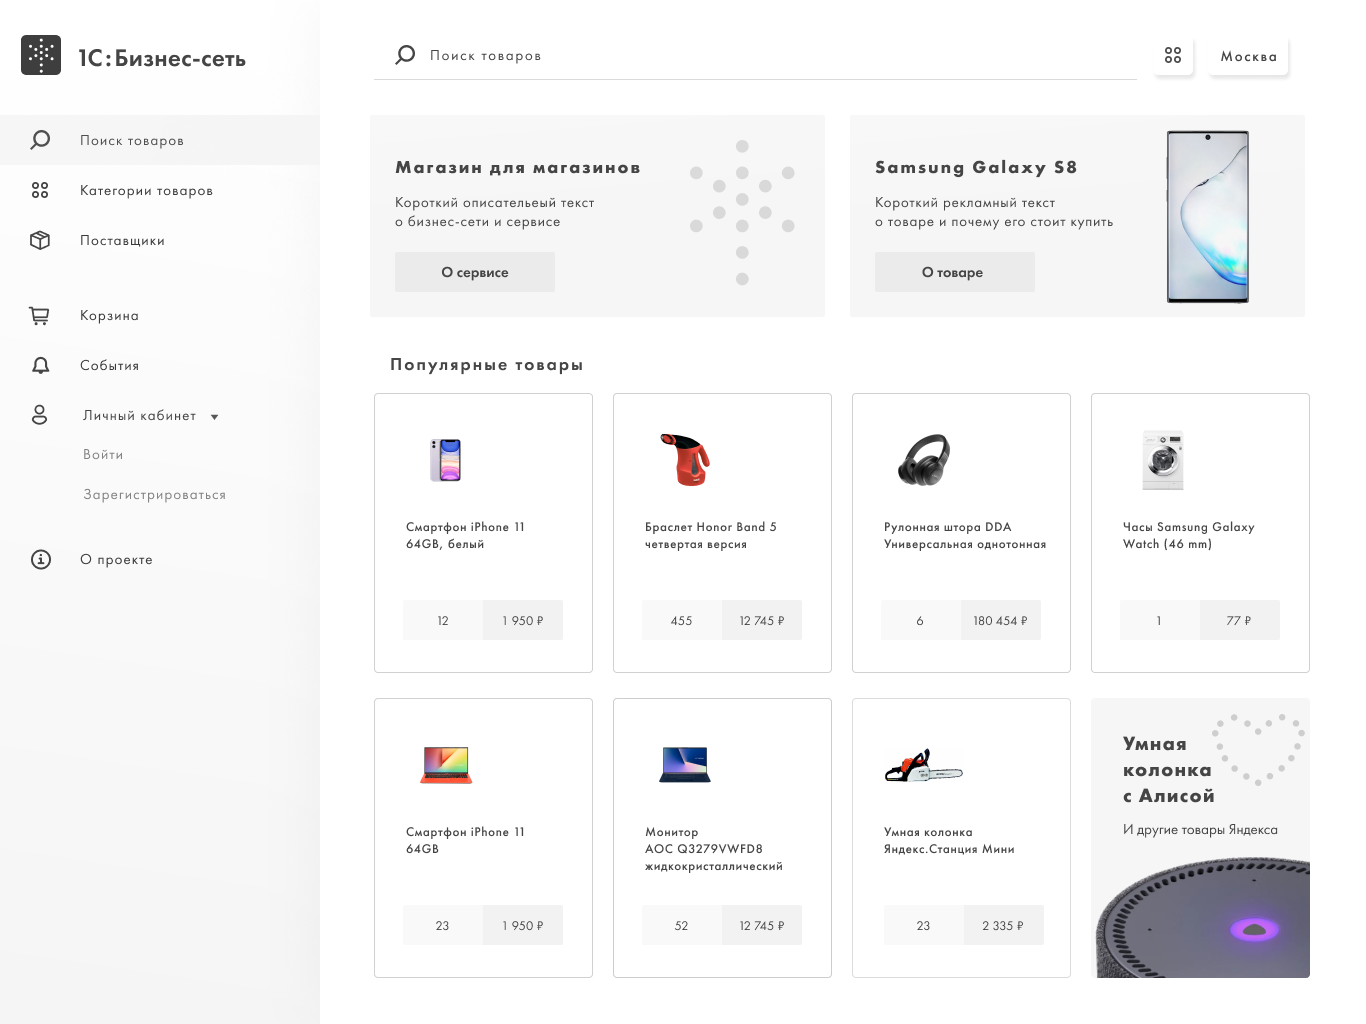 1С:Бизнес-сеть
Поиск товаров
Категории товаров
Поставщики
Корзина
События
Личный кабинет
Войти
Зарегистрироваться
О проекте
Поиск товаров
Москва
Магазин для магазинов
Короткий описательеый текст
о бизнес-сети и сервисе
О сервисе
Samsung Galaxy S8
Короткий рекламный текст
о товаре и почему его стоит купить
О товаре
Популярные товары
Смартфон iPhone 11
64GB, белый
12
1 950 ₽
Браслет Honor Band 5
четвертая версия
455
12 745 ₽
Рулонная штора DDA
Универсальная однотонная
6
180 454 ₽
Часы Samsung Galaxy
Watch (46 mm)
1
77 ₽
Смартфон iPhone 11
64GB
23
1 950 ₽
Монитор
AOC Q3279VWFD8
жидкокристаллический
52
12 745 ₽
Умная колонка
Яндекс.Станция Мини
23
2 335 ₽
Умная
колонка
с Алисой
И другие товары Яндекса